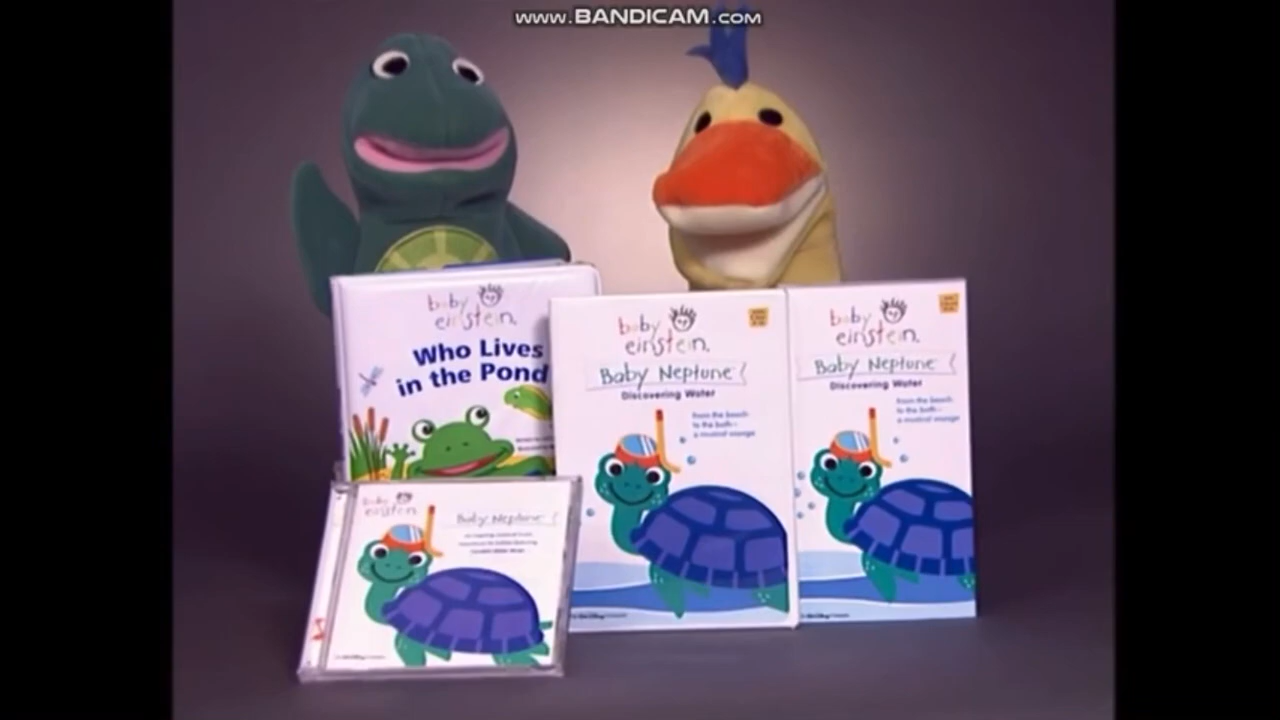 www.BANDICAM.com
baby
einstein.
Who Lives
in the Pond
baby
einstein.
Baby Neptune
Discovering Water
from the beach
to the bath–
a musical voyage
baby
einstein.
Baby Neptune
Discovering Water
from the beach
to the bath–
a musical voyage
baby
einstein
Baby Neptune